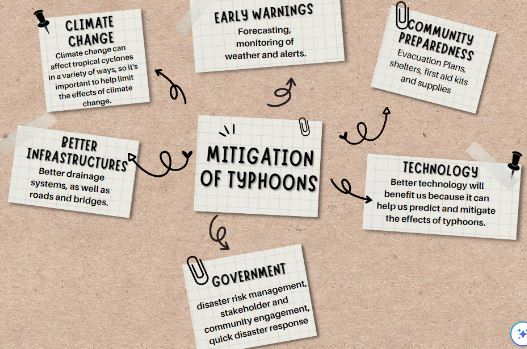 CLIMATE
CHANGE
Climate change can
affect tropical cyclones
in a variety of ways, so it's
important to help limit
the effects of climate
change.
EARLY WARNINGS
Forecasting,
monitoring of
weather and alerts.
COMMUNITY
PREPAREDNESS
Evacuation Plans,
shelters, first aid kits
and supplies
BETTER
INFRASTRUCTURES
Better drainage
systems, as well as
roads and bridges.
MITIGATION
OF TYPHOONS
TECHNOLOGY
Better technology will
benefit us because it can
help us predict and mitigate
the effects of typhoons.
GOVERNMENT
disaster risk management,
stakeholder and
community engagement,
quick disaster response